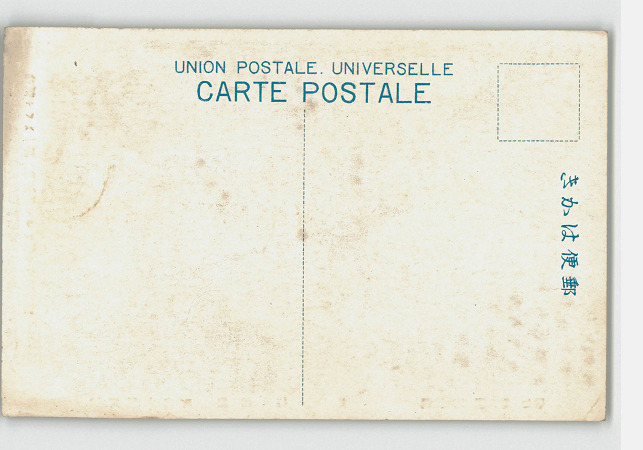 UNION POSTALE. UNIVERSELLE
CARTE POSTALE
きかは便郵